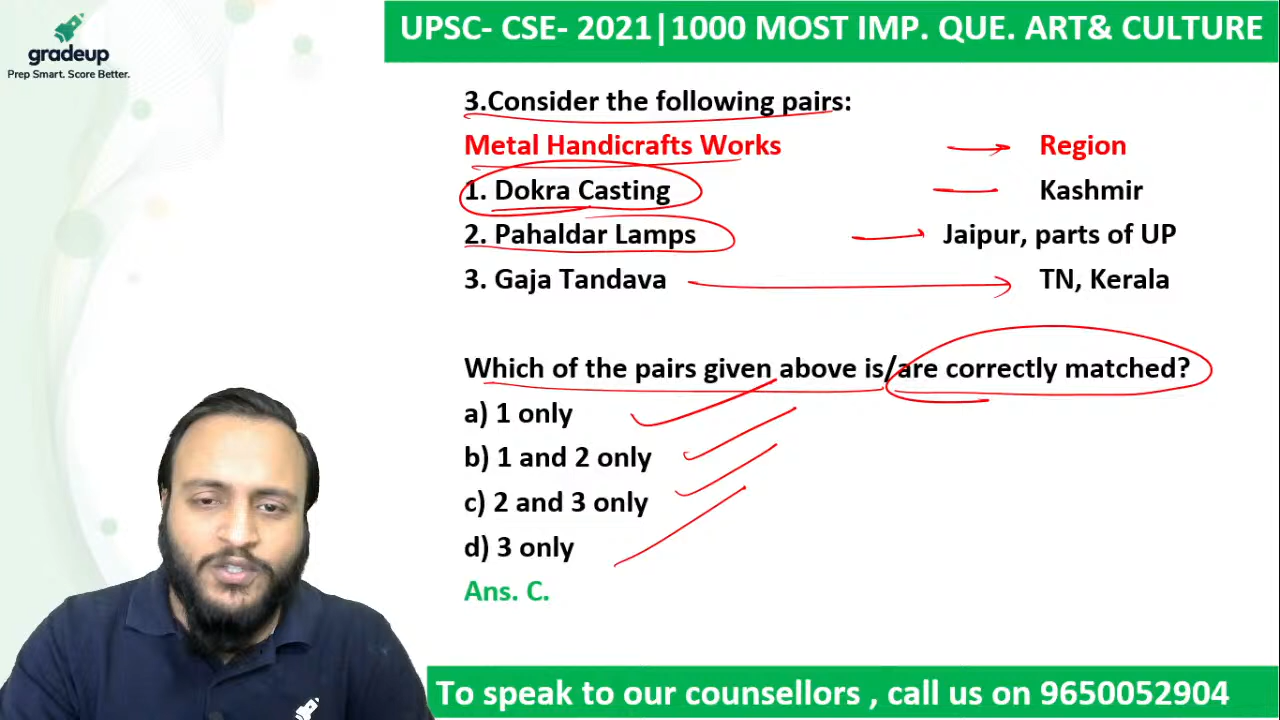 gradeup
Prep Smart. Score Better.
UPSC- CSE- 2021|1000 MOST IMP. QUE. ART& CULTURE
3.Consider the following pairs:
Metal Handicrafts Works Region
1. Dokra Casting Kashmir
2. Pahaldar Lamps Jaipur, parts of UP
3. Gaja Tandava TN, Kerala
Which of the pairs given above is/are correctly matched?
a) 1 only
b) 1 and 2 only
c) 2 and 3 only
d) 3 only
Ans. C.
To speak to our counsellors , call us on 9650052904